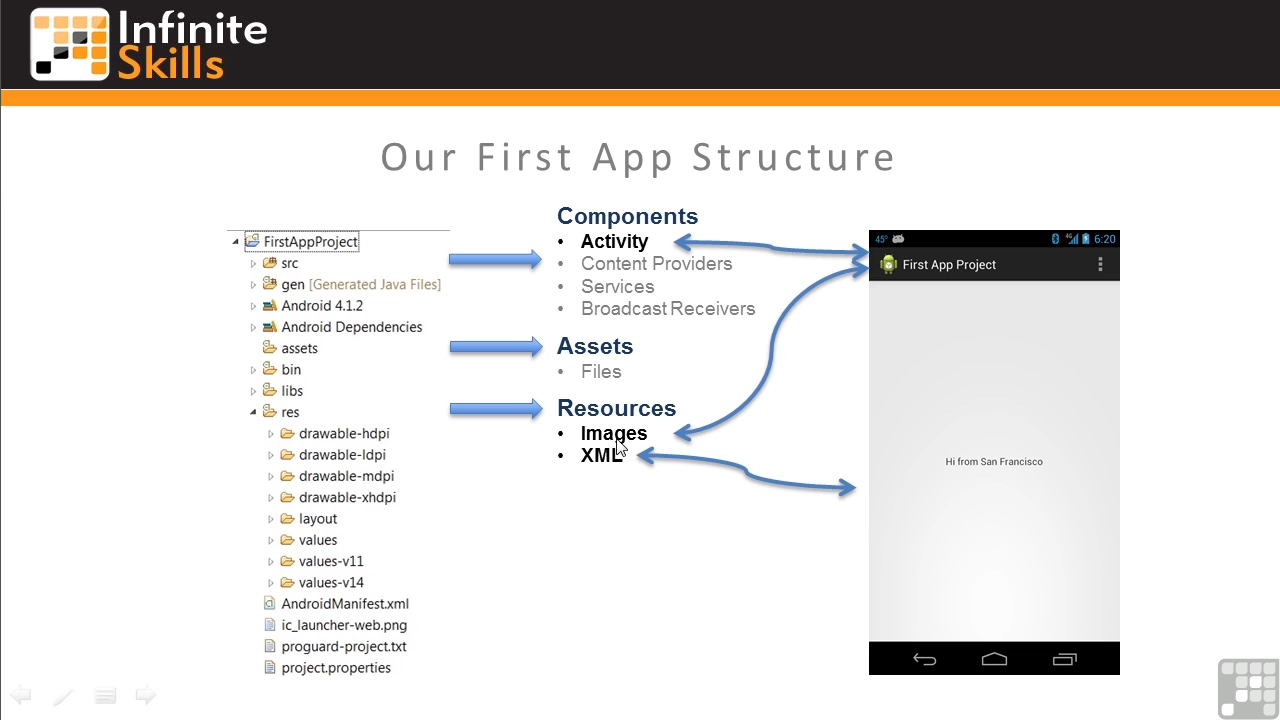 Infinite
Skills
Our First App Structure
FirstAppProject
src
gen [Generated Java Files]
Android 4.1.2
Android Dependencies
assets
bin
libs
res
drawable-hdpi
drawable-ldpi
drawable-mdpi
drawable-xhdpi
layout
values
values-v11
values-v14
AndroidManifest.xml
ic_launcher-web.png
proguard-project.txt
project.properties
Components
• Activity
• Content Providers
• Services
• Broadcast Receivers
Assets
• Files
Resources
• Images
• XML
45° 4G 6:20
First App Project
Hi from San Francisco